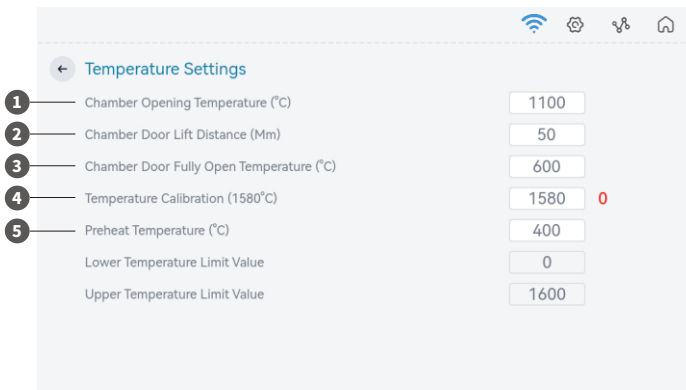 Temperature Settings
1 Chamber Opening Temperature (°C) 1100
2 Chamber Door Lift Distance (Mm) 50
3 Chamber Door Fully Open Temperature (°C) 600
4 Temperature Calibration (1580°C) 1580 0
5 Preheat Temperature (°C) 400
Lower Temperature Limit Value 0
Upper Temperature Limit Value 1600